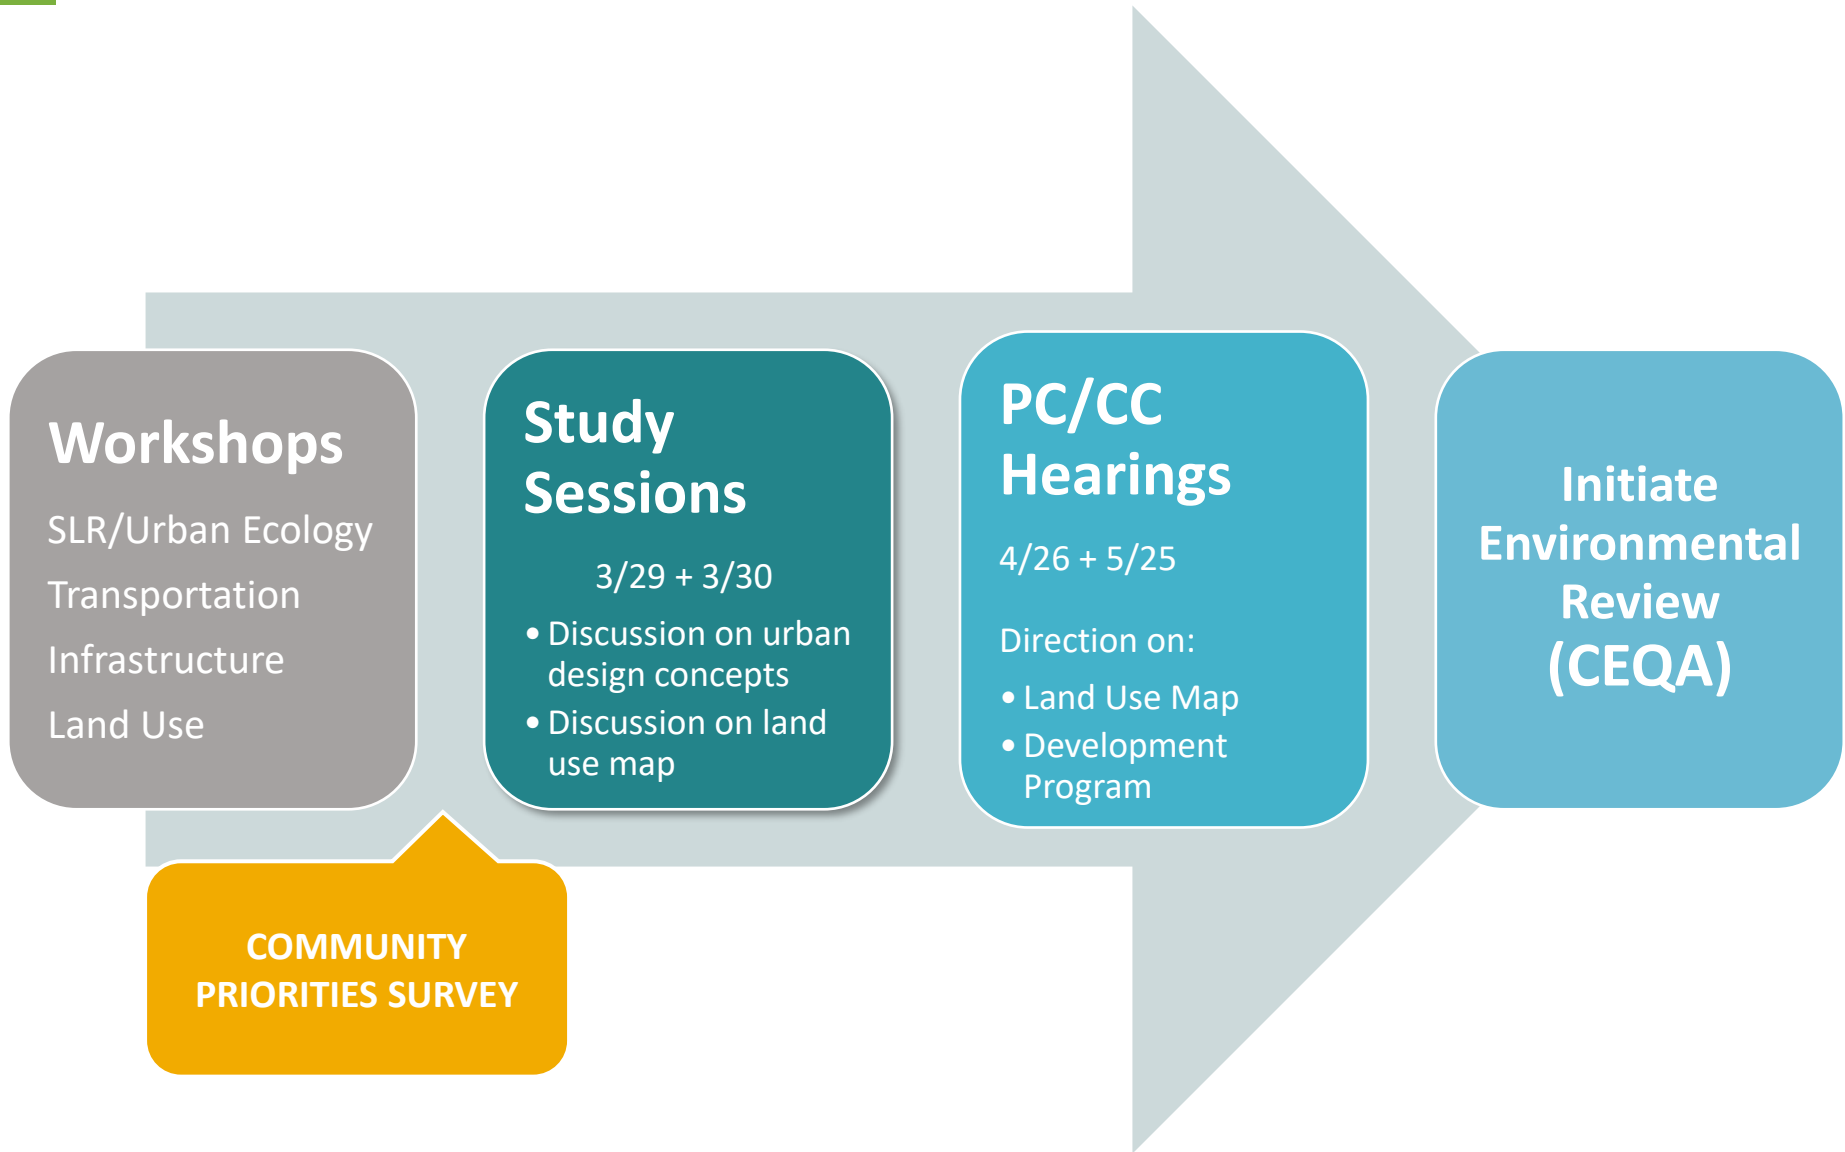 Workshops
SLR/Urban Ecology
Transportation
Infrastructure
Land Use
COMMUNITY
PRIORITIES SURVEY
Study
Sessions
3/29 + 3/30
• Discussion on urban
design concepts
• Discussion on land
use map
PC/CC
Hearings
4/26 + 5/25
Direction on:
• Land Use Map
• Development
Program
Initiate
Environmental
Review
(CEQA)